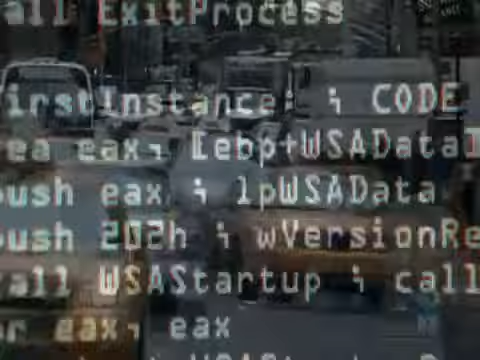 all ExitProcess
irstInstance: ; CODE
ea eax, [ebp+WSAData]
push eax ; lpWSAData
push 202h ; wVersionRe
call WSAStartup ; call
or eax, eax